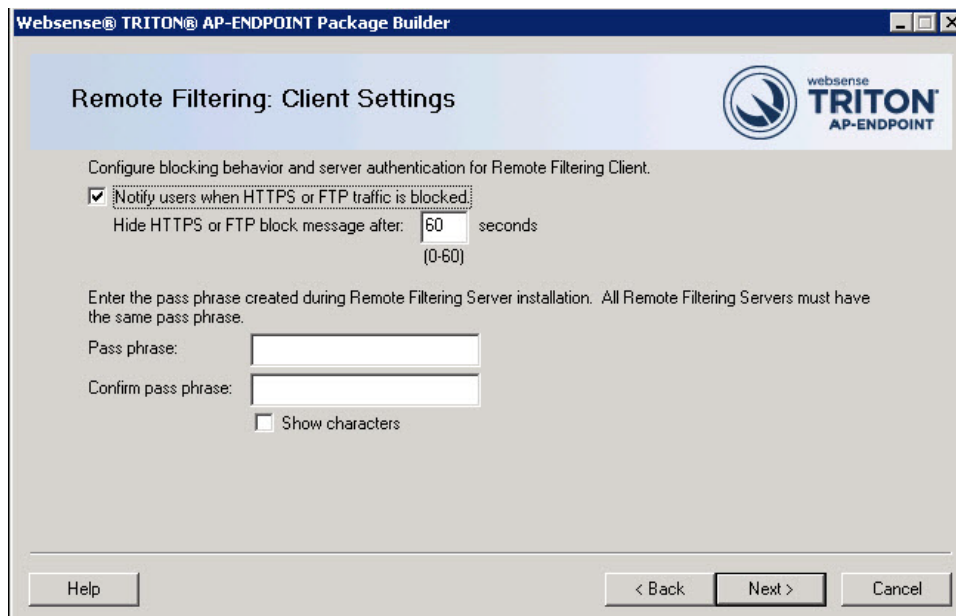 Websense® TRITON® AP-ENDPOINT Package Builder
Remote Filtering: Client Settings
websense
TRITON®
AP-ENDPOINT
Configure blocking behavior and server authentication for Remote Filtering Client.
Notify users when HTTPS or FTP traffic is blocked.
Hide HTTPS or FTP block message after: 60 seconds
(0-60)
Enter the pass phrase created during Remote Filtering Server installation. All Remote Filtering Servers must have
the same pass phrase.
Pass phrase:
Confirm pass phrase:
Show characters
Help < Back Next > Cancel